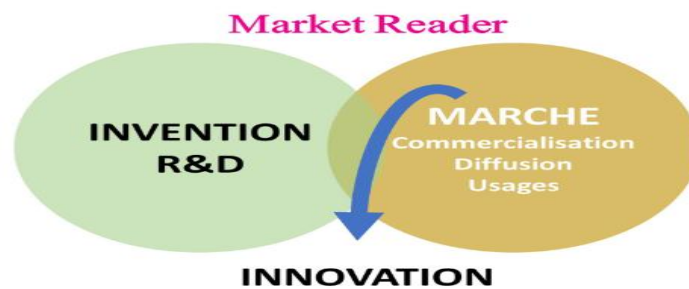 Market Reader
INVENTION
R&D
MARCHE
Commercialisation
Diffusion
Usages
INNOVATION